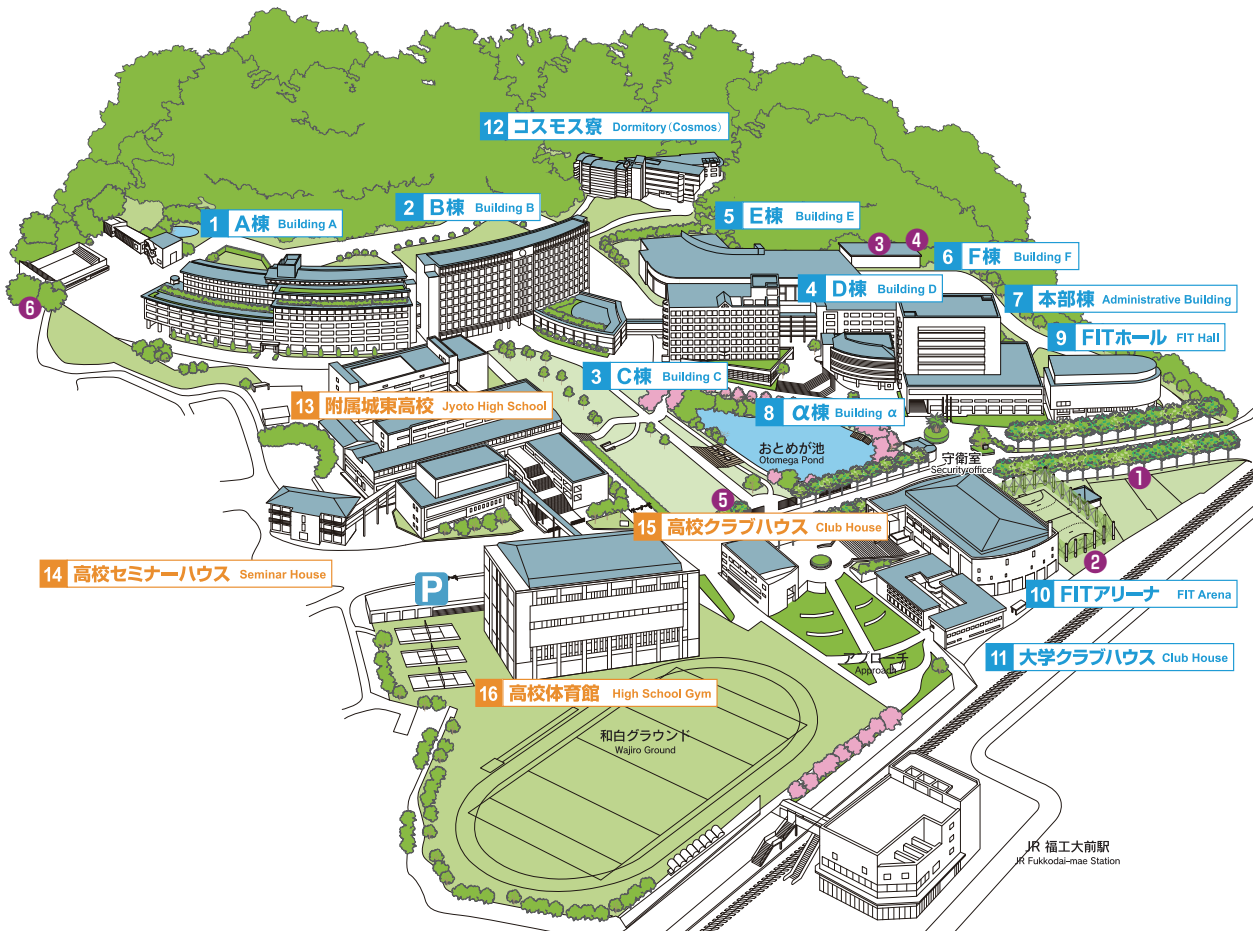 12 コスモス寮 Dormitory(Cosmos)
2 B棟 Building B
1 A棟 Building A
5 E棟 Building E
3 4
6 F棟 Building F
4 D棟 Building D
7 本部棟 Administrative Building
6
9 FITホール FIT Hall
3 C棟 Building C
13 附属城東高校 Jyoto High School
8 α棟 Building α
おとめが池
Otomega Pond
守衛室
Security office
1
5
15 高校クラブハウス Club House
2
14 高校セミナーハウス Seminar House
P
10 FITアリーナ FIT Arena
11 大学クラブハウス Club House
アプローチ
Approach
16 高校体育館 High School Gym
和白グラウンド
Wajiro Ground
JR 福工大前駅
JR Fukkodai-mae Station